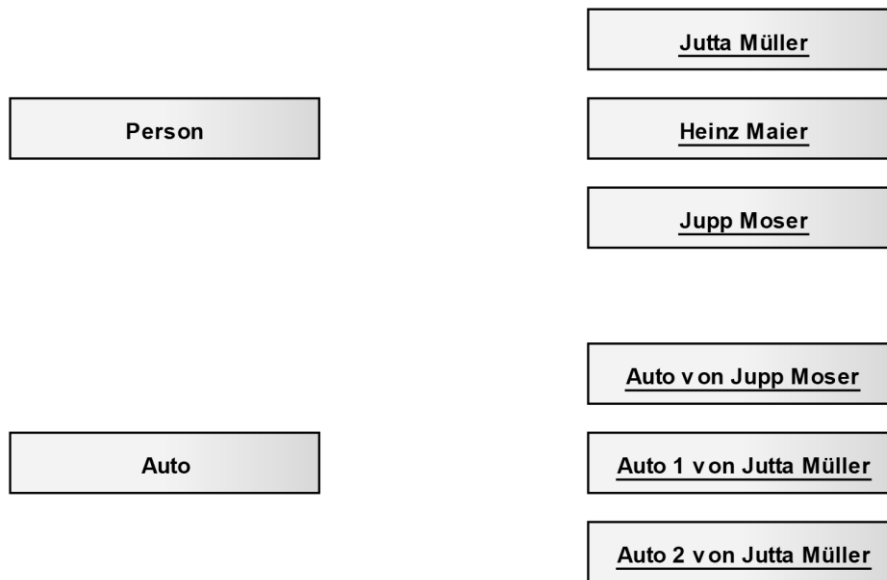 Jutta Müller
Person
Heinz Maier
Jupp Moser
Auto von Jupp Moser
Auto
Auto 1 von Jutta Müller
Auto 2 von Jutta Müller